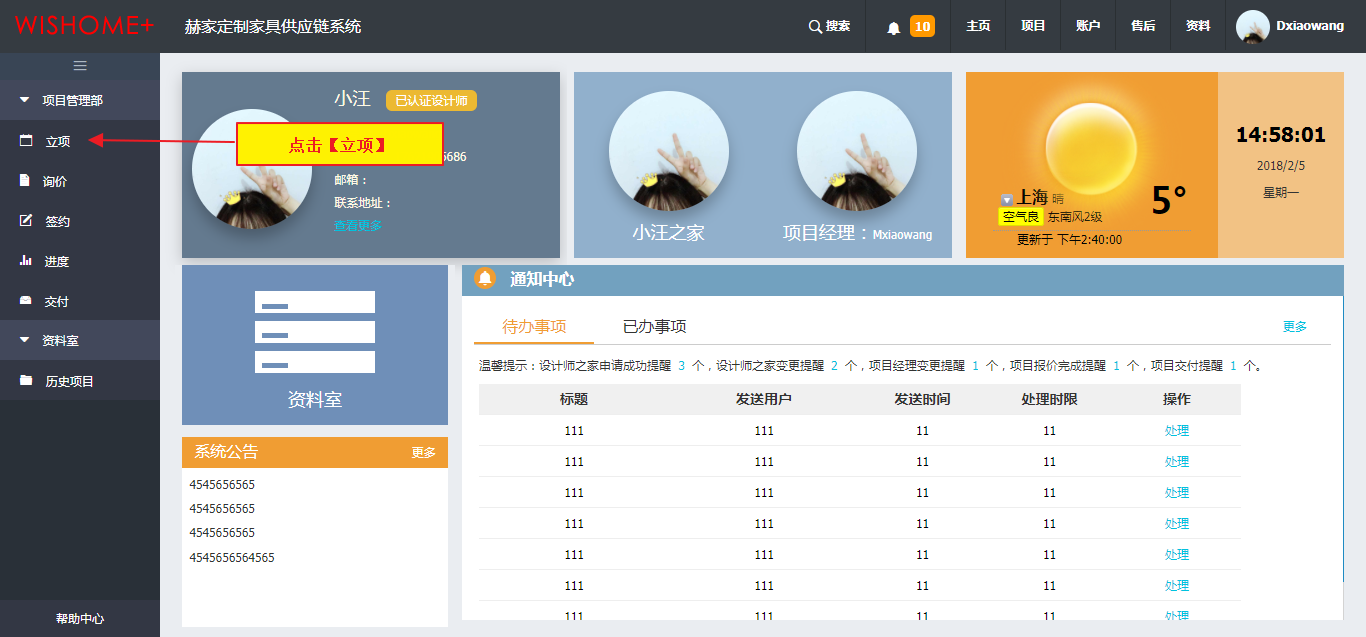 WISHOME+ 赫家定制家具供应链系统 搜索 10 主页 项目 账户 售后 资料 Dxiaowang
项目管理部
立项
询价
签约
进度
交付
资料室
历史项目
帮助中心
小汪 已认证设计师
点击【立项】
5686
邮箱：
联系地址：
查看更多
小汪之家
项目经理：Mxiaowang
上海 晴
空气良 东南风2级
5°
更新于 下午2:40:00
14:58:01
2018/2/5
星期一
资料室
系统公告 更多
4545656565
4545656565
4545656565
4545656564565
通知中心
待办事项 已办事项 更多
温馨提示：设计师之家申请成功提醒 3 个，设计师之家变更提醒 2 个，项目经理变更提醒 1 个，项目报价完成提醒 1 个，项目交付提醒 1 个。
标题 发送用户 发送时间 处理时限 操作
111 111 11 11 处理
111 111 11 11 处理
111 111 11 11 处理
111 111 11 11 处理
111 111 11 11 处理
111 111 11 11 处理
111 111 11 11 处理